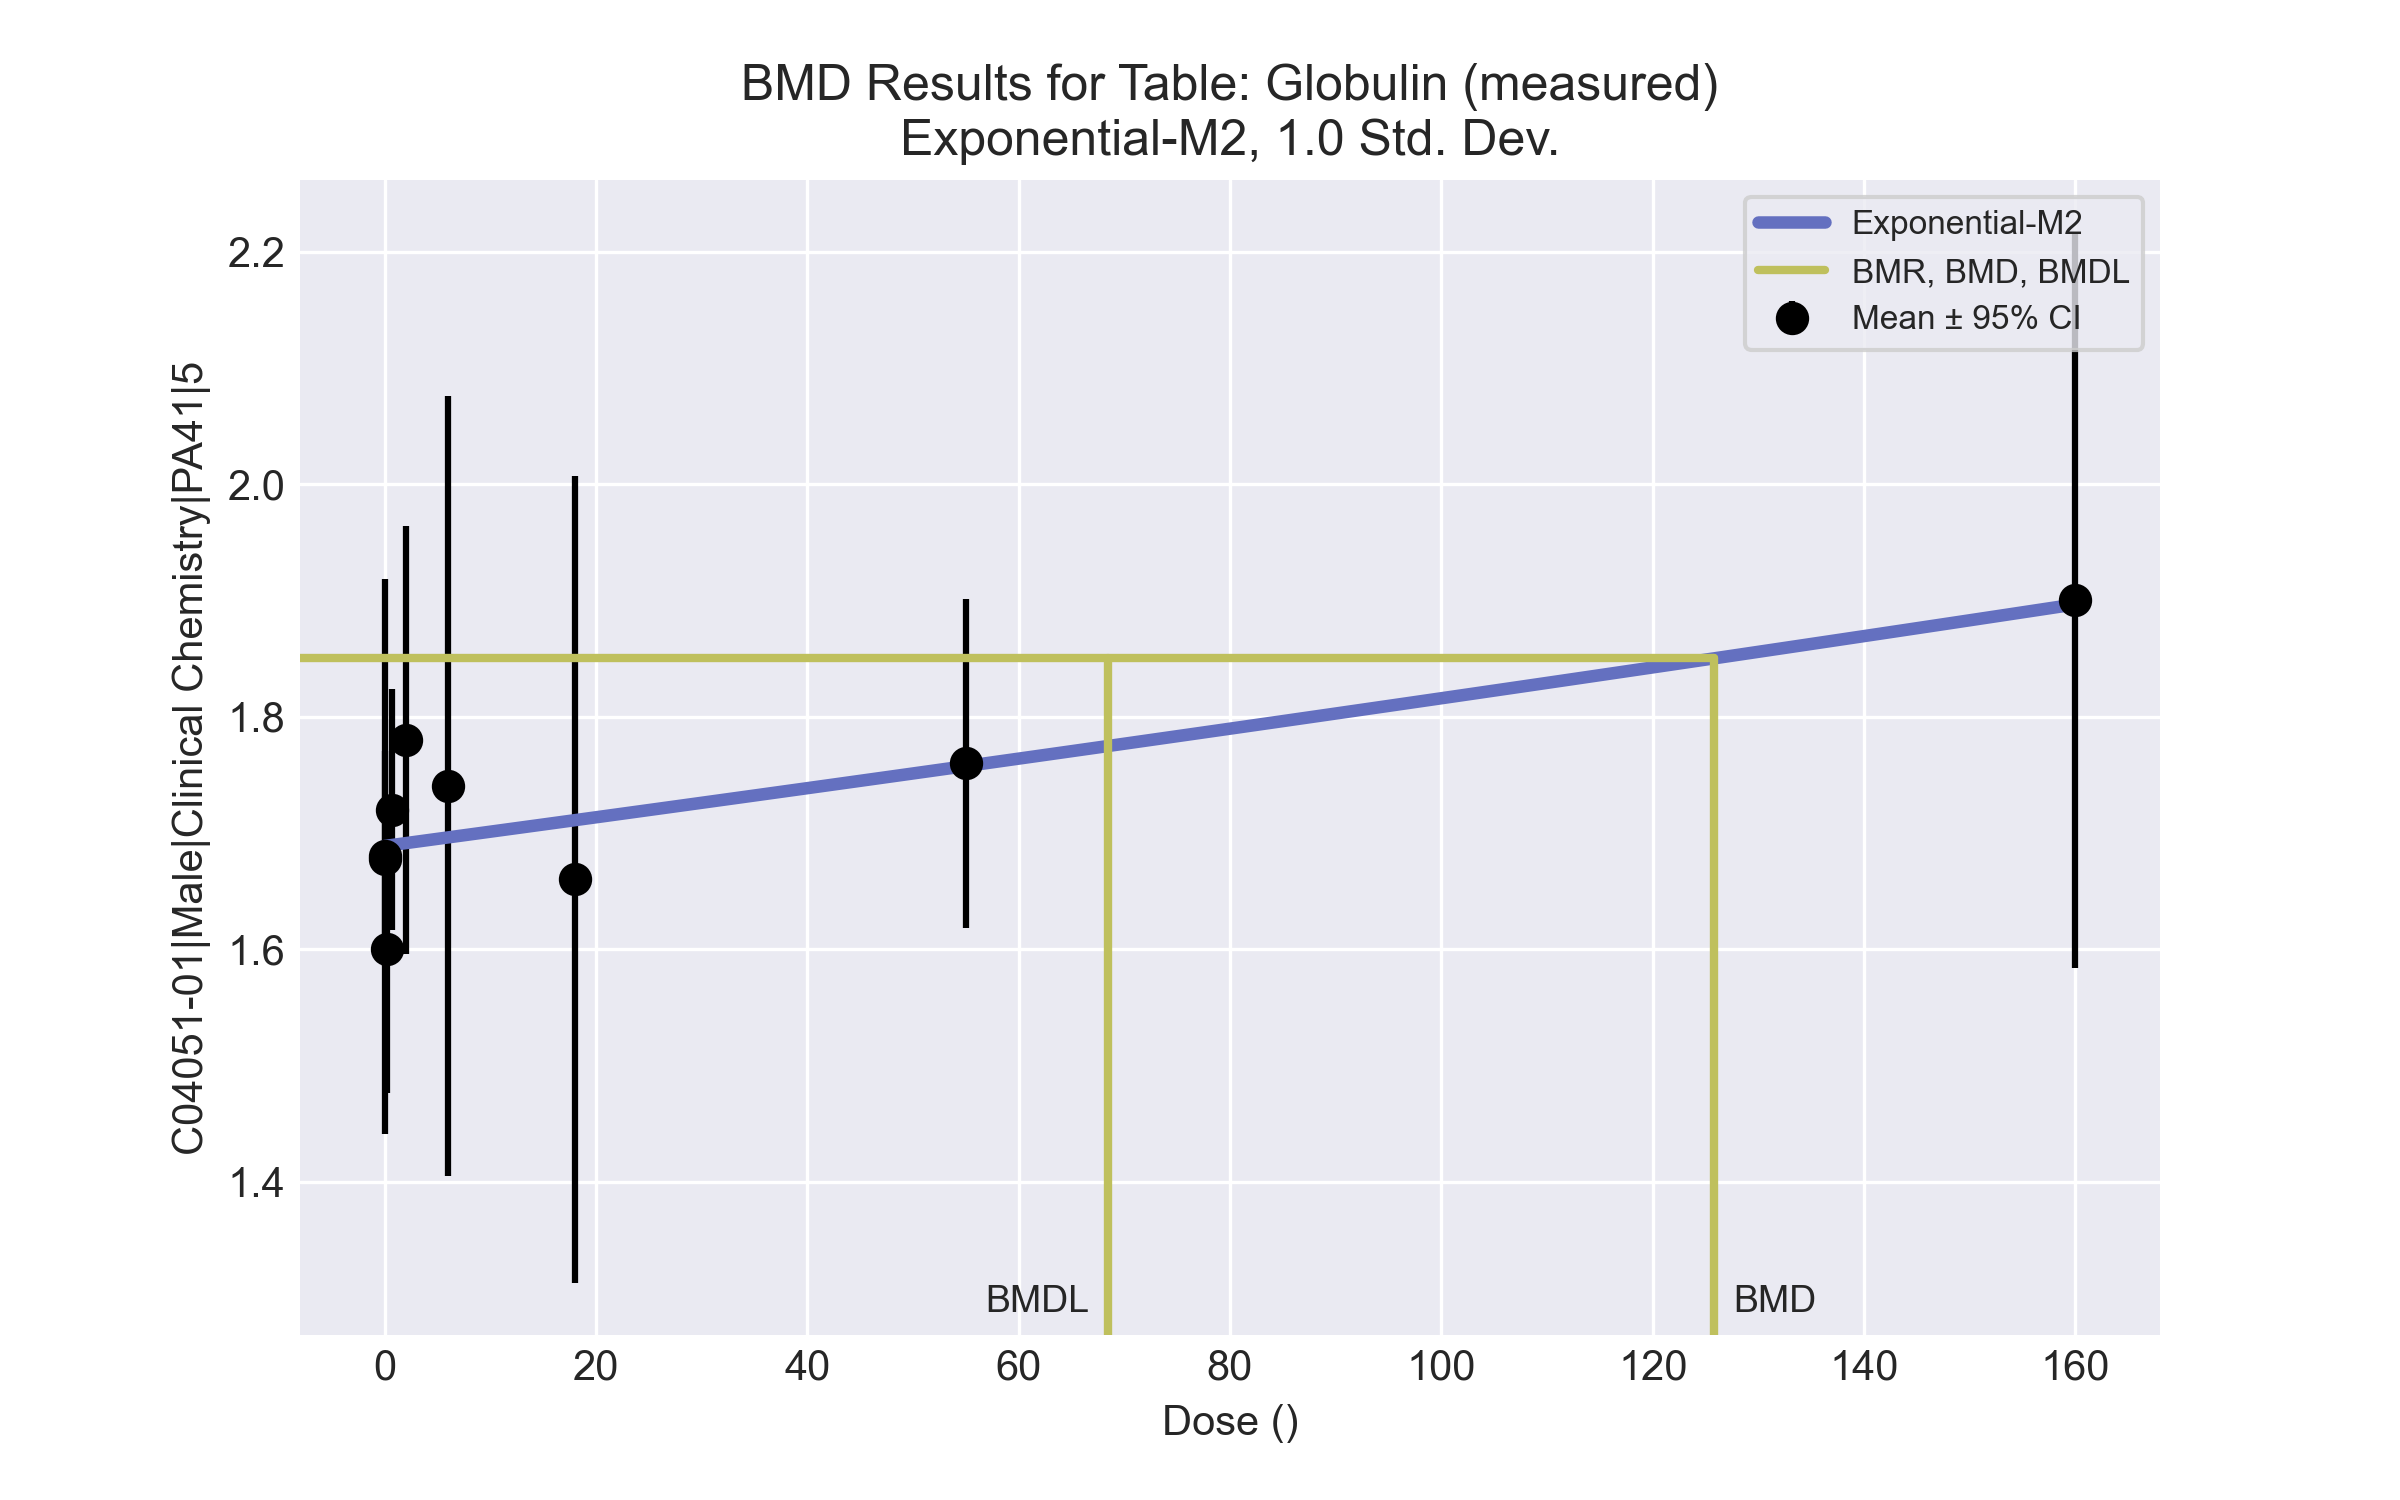 BMD Results for Table: Globulin (measured)
Exponential-M2, 1.0 Std. Dev.
Exponential-M2
BMR, BMD, BMDL
Mean ± 95% CI
C04051-01|Male|Clinical Chemistry|PA41|5
2.2
2.0
1.8
1.6
1.4
BMDL
BMD
0 20 40 60 80 100 120 140 160
Dose ()